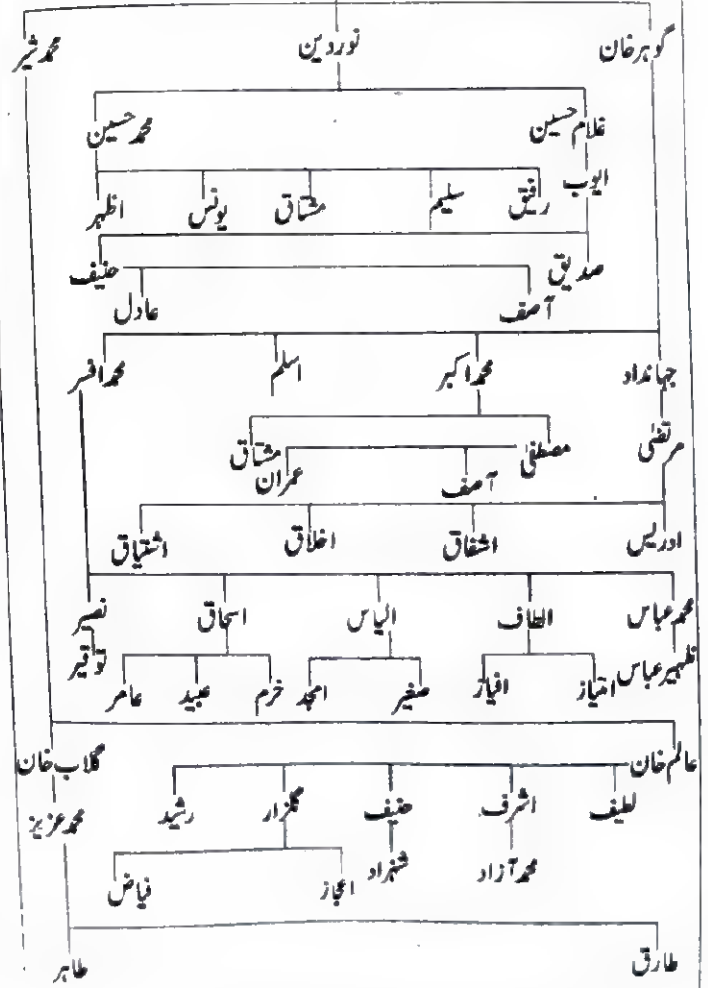 گوہرخان نوردین محمد شیر
غلام حسین محمد حسین
ایوب
رفیق سلیم مشتاق یونس اظہر
صدیق حنیف
آصف عادل
جہانداد محمد اکبر اسلم محمد افسر
مرتضیٰ
مصطفیٰ مشتاق
آصف عمران
ادریس اشفاق اخلاق اشتیاق
محمد عباس الطاف الیاس اسحاق نصیر
ظہیر عباس امتیاز افیاز صغیر امجد خرم عبید عامر توقیر
عالم خان گلاب خان
لطیف اشرف حنیف گلزار رشید محمد عزیز
محمد آزاد شہزاد اعجاز فیاض
طارق طاہر